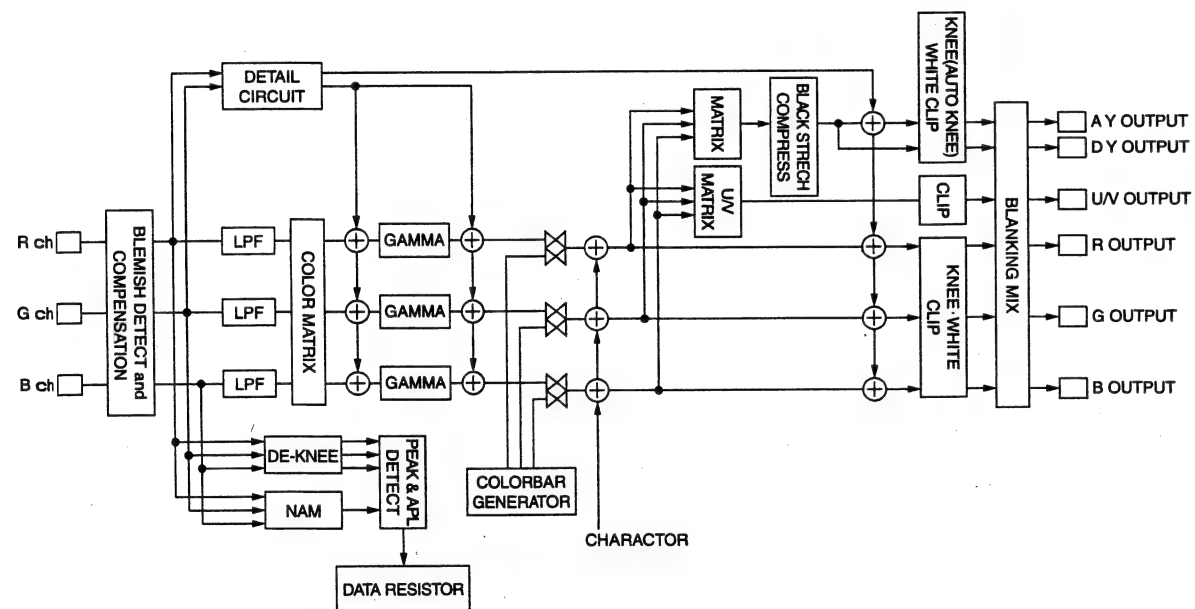 DETAIL
CIRCUIT
KNEE(AUTO KNEE)
WHITE CLIP
MATRIX
BLACK STRECH
COMPRESS
A Y OUTPUT
D Y OUTPUT
U/V
MATRIX
CLIP
U/V OUTPUT
BLEMISH DETECT and
COMPENSATION
R ch
LPF
GAMMA
R OUTPUT
COLOR MATRIX
BLANKING MIX
G ch
LPF
GAMMA
KNEE·WHITE
CLIP
G OUTPUT
B ch
LPF
GAMMA
B OUTPUT
DE-KNEE
PEAK & APL
DETECT
NAM
COLORBAR
GENERATOR
CHARACTOR
DATA RESISTOR